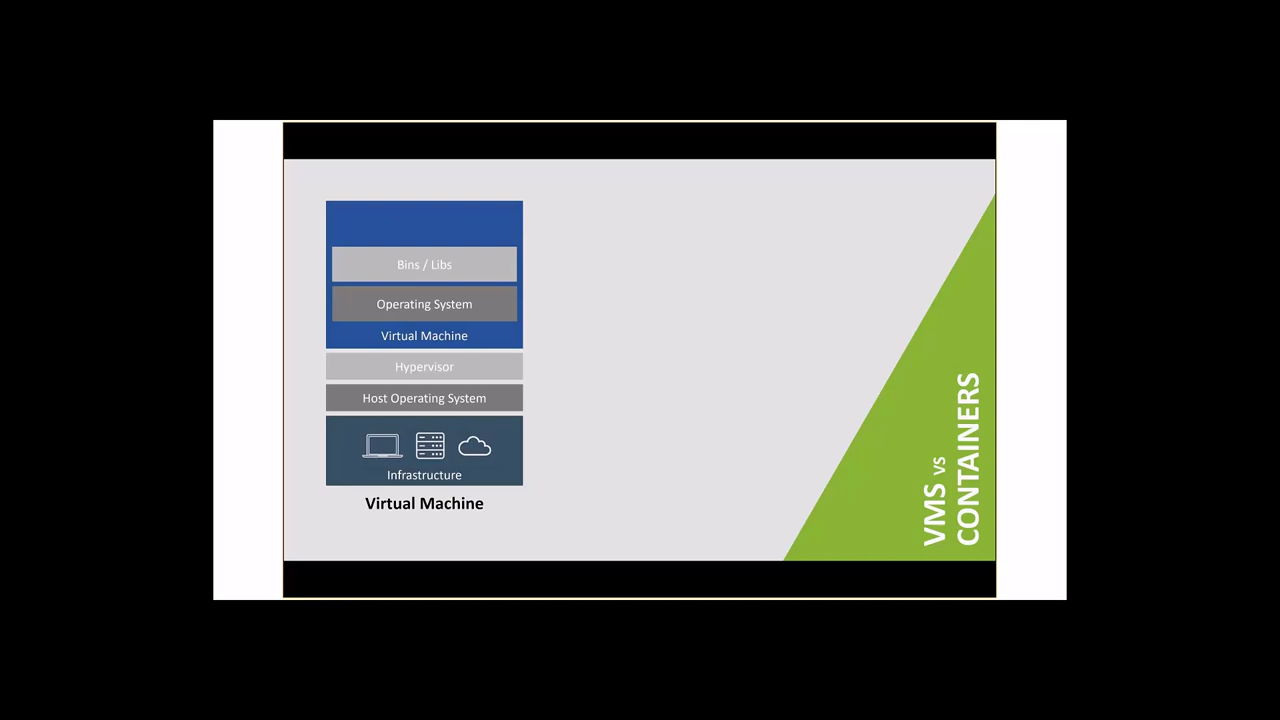 Bins / Libs
Operating System
Virtual Machine
Hypervisor
Host Operating System
Infrastructure
Virtual Machine
VMS vs
CONTAINERS